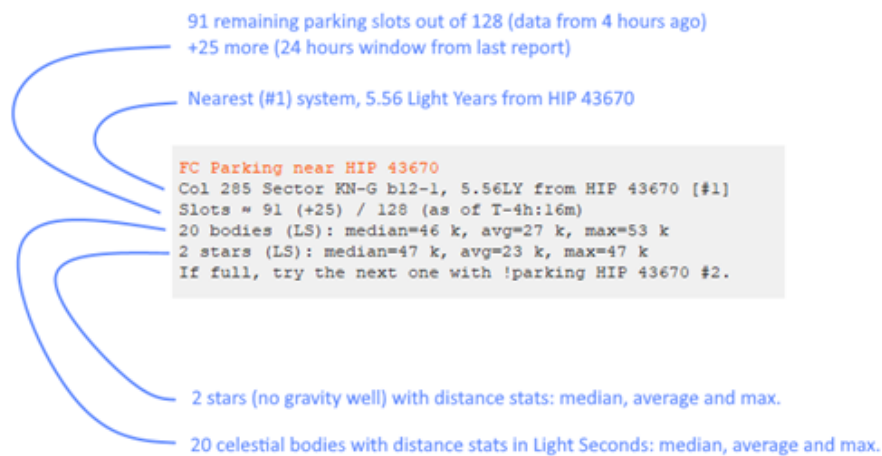 91 remaining parking slots out of 128 (data from 4 hours ago)
+25 more (24 hours window from last report)
Nearest (#1) system, 5.56 Light Years from HIP 43670
FC Parking near HIP 43670
Col 285 Sector KN-G b12-1, 5.56LY from HIP 43670 [#1]
Slots ≈ 91 (+25) / 128 (as of T-4h:16m)
20 bodies (LS): median=46 k, avg=27 k, max=53 k
2 stars (LS): median=47 k, avg=23 k, max=47 k
If full, try the next one with !parking HIP 43670 #2.
2 stars (no gravity well) with distance stats: median, average and max.
20 celestial bodies with distance stats in Light Seconds: median, average and max.